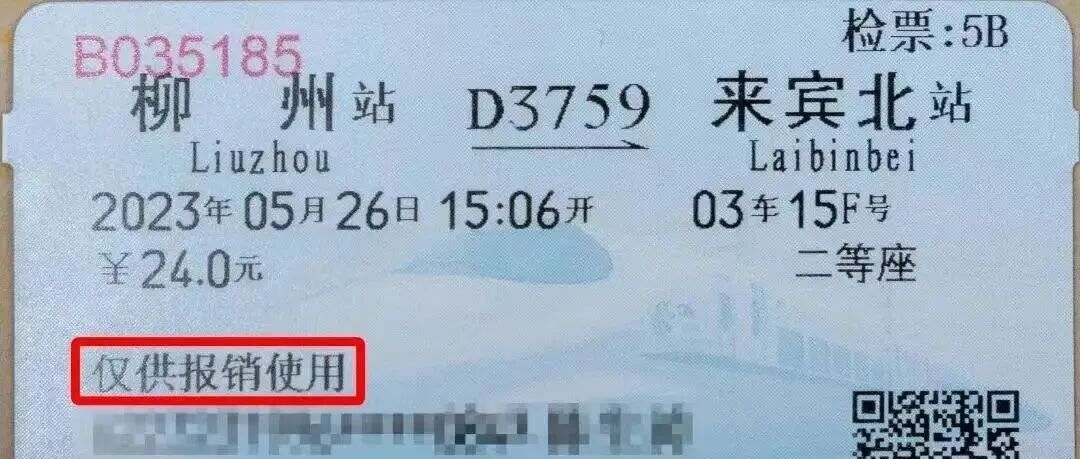 检票:5B
B035185
柳州站 D3759 来宾北站
Liuzhou Laibinbei
2023年05月26日 15:06开 03车15F号
¥24.0元 二等座
仅供报销使用